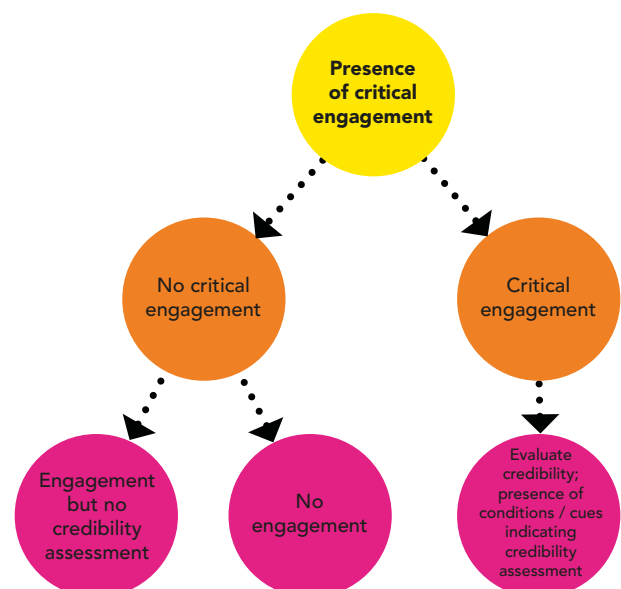 Presence
of critical
engagement
No critical
engagement
Critical
engagement
Engagement
but no
credibility
assessment
No
engagement
Evaluate
credibility;
presence of
conditions / cues
indicating
credibility
assessment